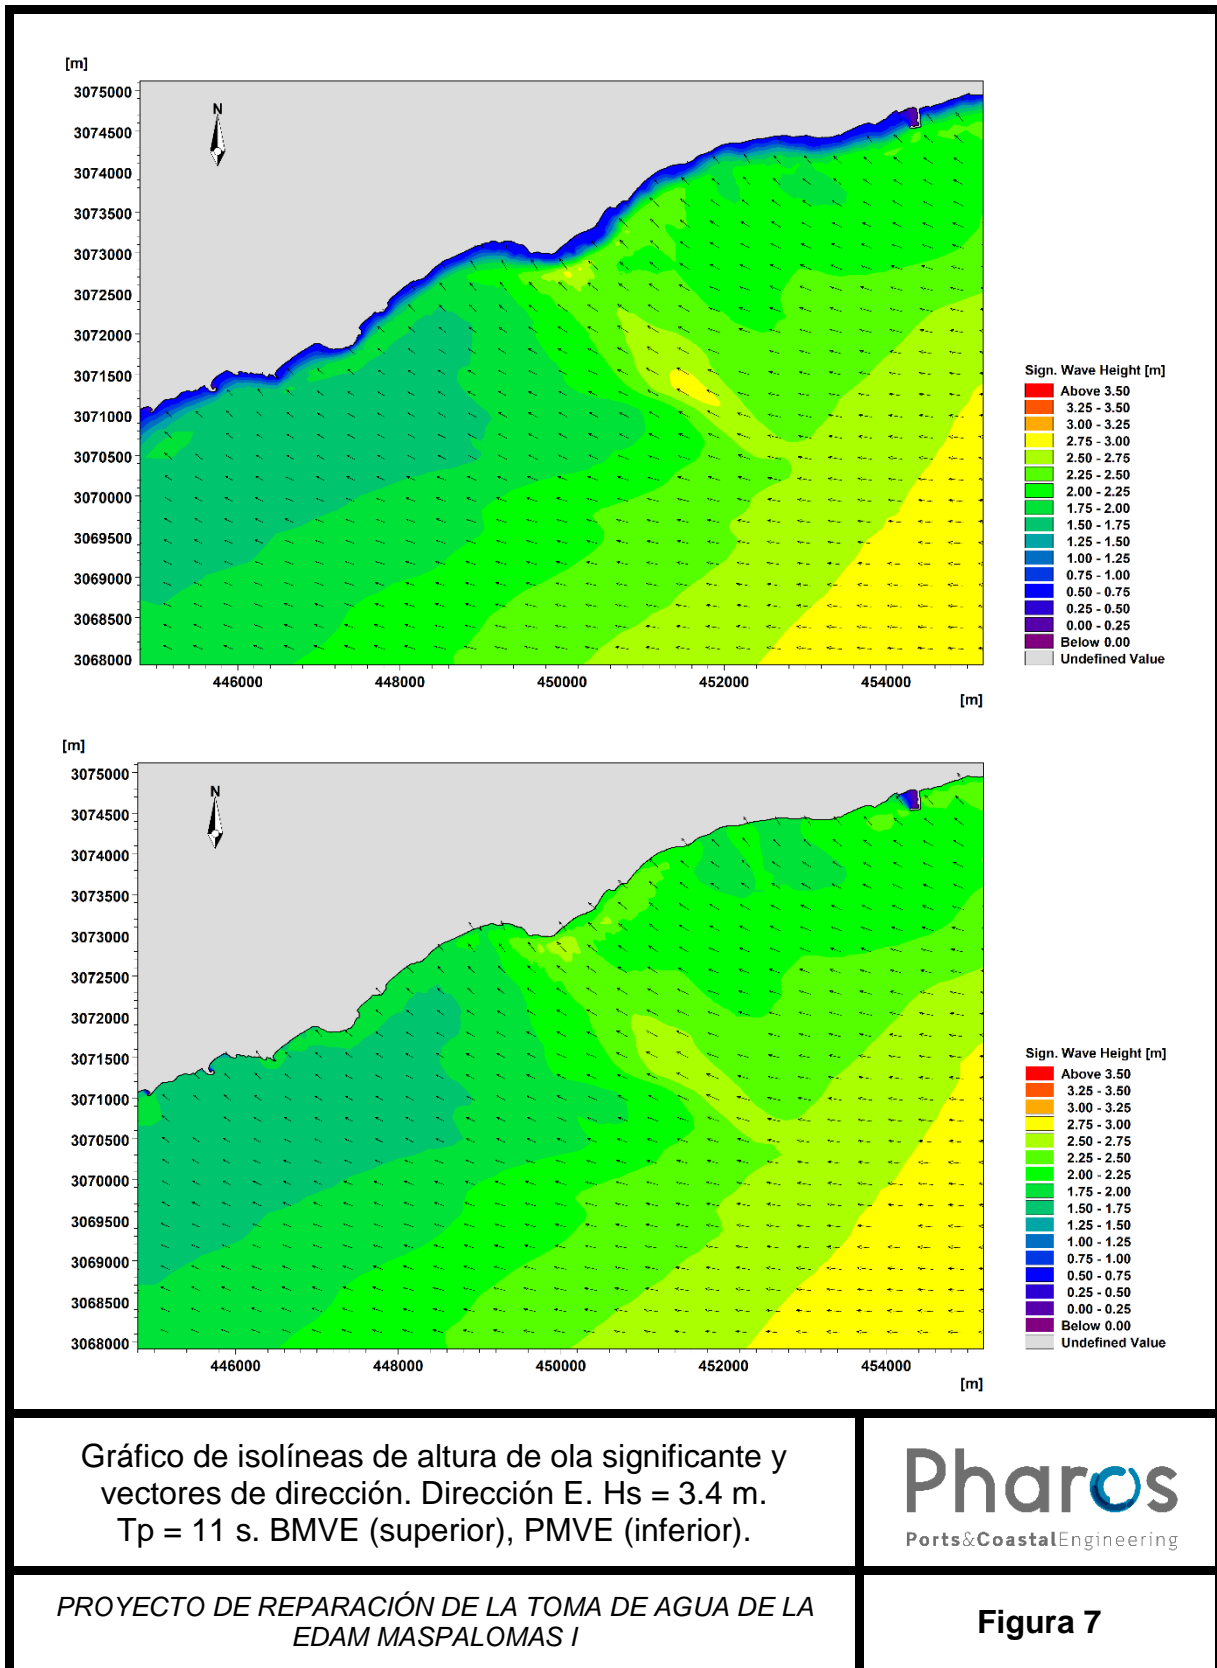 [m]
3075000
3074500
3074000
3073500
3073000
3072500
3072000
3071500
3071000
3070500
3070000
3069500
3069000
3068500
3068000
N
446000
448000
450000
452000
454000
[m]
Sign. Wave Height [m]
Above 3.50
3.25 - 3.50
3.00 - 3.25
2.75 - 3.00
2.50 - 2.75
2.25 - 2.50
2.00 - 2.25
1.75 - 2.00
1.50 - 1.75
1.25 - 1.50
1.00 - 1.25
0.75 - 1.00
0.50 - 0.75
0.25 - 0.50
0.00 - 0.25
Below 0.00
Undefined Value
[m]
3075000
3074500
3074000
3073500
3073000
3072500
3072000
3071500
3071000
3070500
3070000
3069500
3069000
3068500
3068000
N
446000
448000
450000
452000
454000
[m]
Sign. Wave Height [m]
Above 3.50
3.25 - 3.50
3.00 - 3.25
2.75 - 3.00
2.50 - 2.75
2.25 - 2.50
2.00 - 2.25
1.75 - 2.00
1.50 - 1.75
1.25 - 1.50
1.00 - 1.25
0.75 - 1.00
0.50 - 0.75
0.25 - 0.50
0.00 - 0.25
Below 0.00
Undefined Value
Gráfico de isolíneas de altura de ola significante y
vectores de dirección. Dirección E. Hs = 3.4 m.
Tp = 11 s. BMVE (superior), PMVE (inferior).
Pharos
Ports&CoastalEngineering
PROYECTO DE REPARACIÓN DE LA TOMA DE AGUA DE LA
EDAM MASPALOMAS I
Figura 7